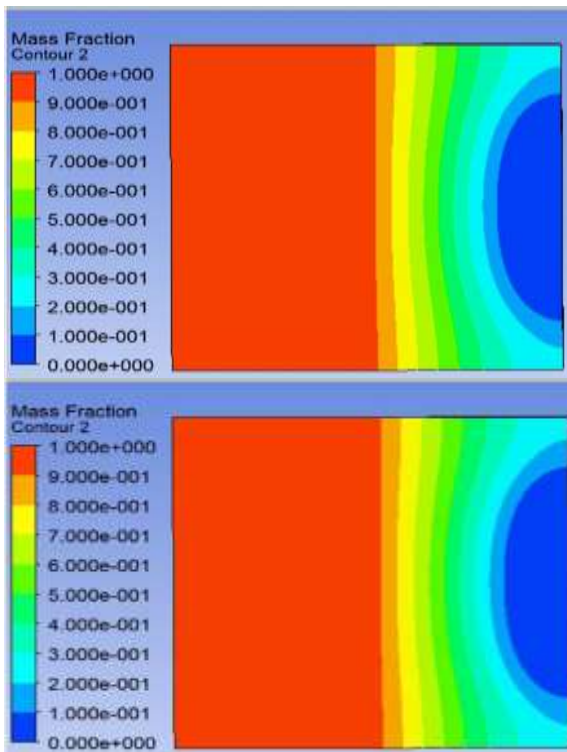 Mass Fraction
Contour 2
1.000e+000
9.000e-001
8.000e-001
7.000e-001
6.000e-001
5.000e-001
4.000e-001
3.000e-001
2.000e-001
1.000e-001
0.000e+000
Mass Fraction
Contour 2
1.000e+000
9.000e-001
8.000e-001
7.000e-001
6.000e-001
5.000e-001
4.000e-001
3.000e-001
2.000e-001
1.000e-001
0.000e+000